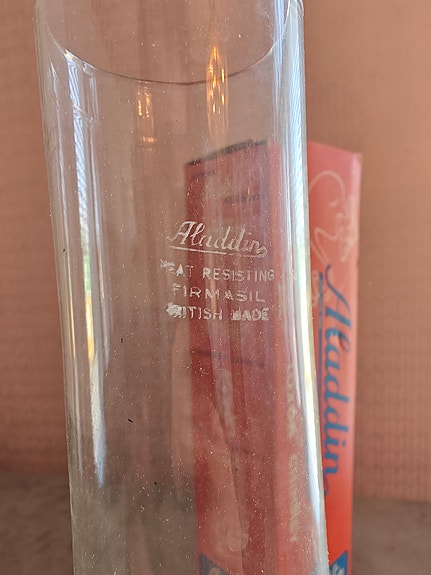 Aladdin
HEAT RESISTING
FIRMASIL
BRITISH MADE
Aladdin